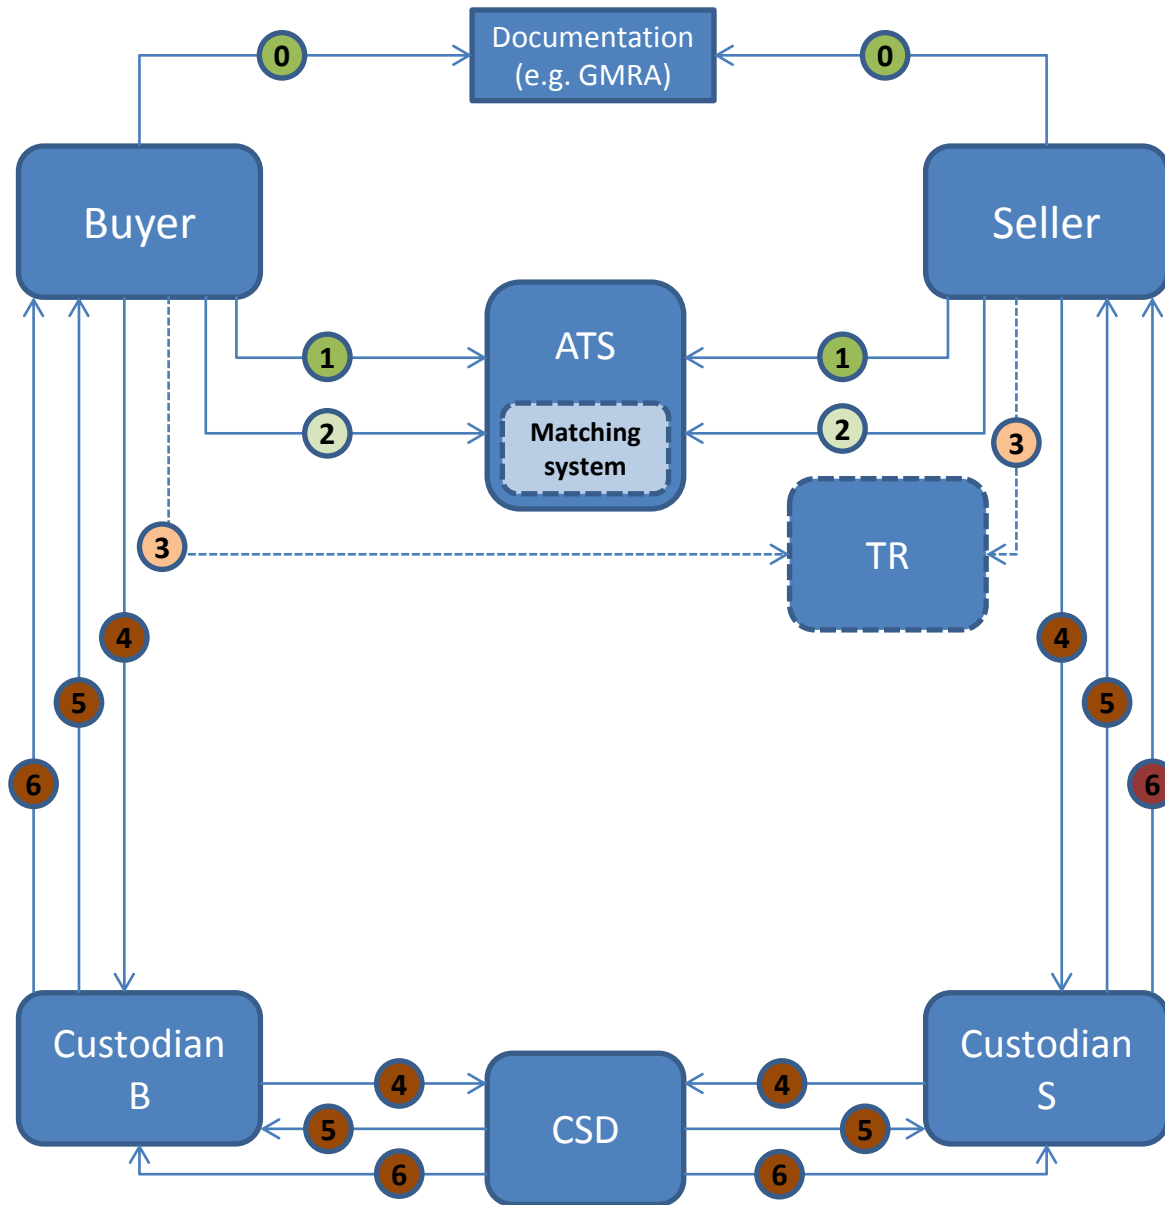 0
Documentation
(e.g. GMRA)
0
Buyer
Seller
ATS
1
1
2
Matching
system
2
3
3
TR
4
4
5
5
6
6
Custodian
B
Custodian
S
4
4
CSD
5
5
6
6